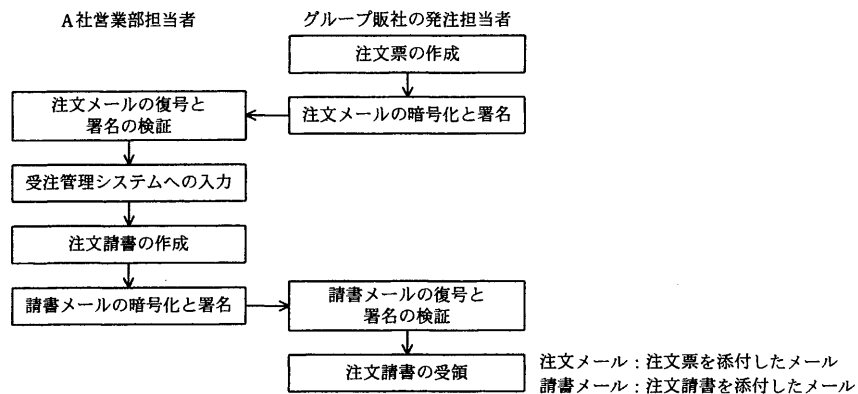 A社営業部担当者
グループ販社の発注担当者
注文票の作成
注文メールの暗号化と署名
注文メールの復号と
署名の検証
受注管理システムへの入力
注文請書の作成
請書メールの暗号化と署名
請書メールの復号と
署名の検証
注文請書の受領
注文メール：注文票を添付したメール
請書メール：注文請書を添付したメール